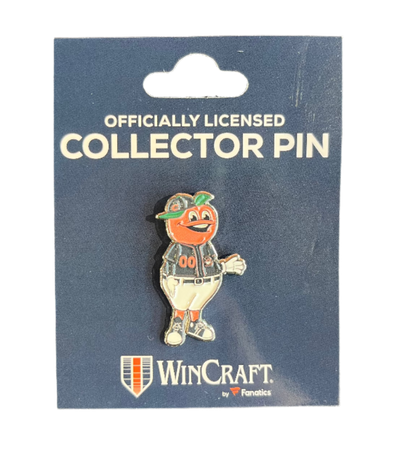 OFFICIALLY LICENSED
COLLECTOR PIN
00
WINCRAFT.
by Fanatics